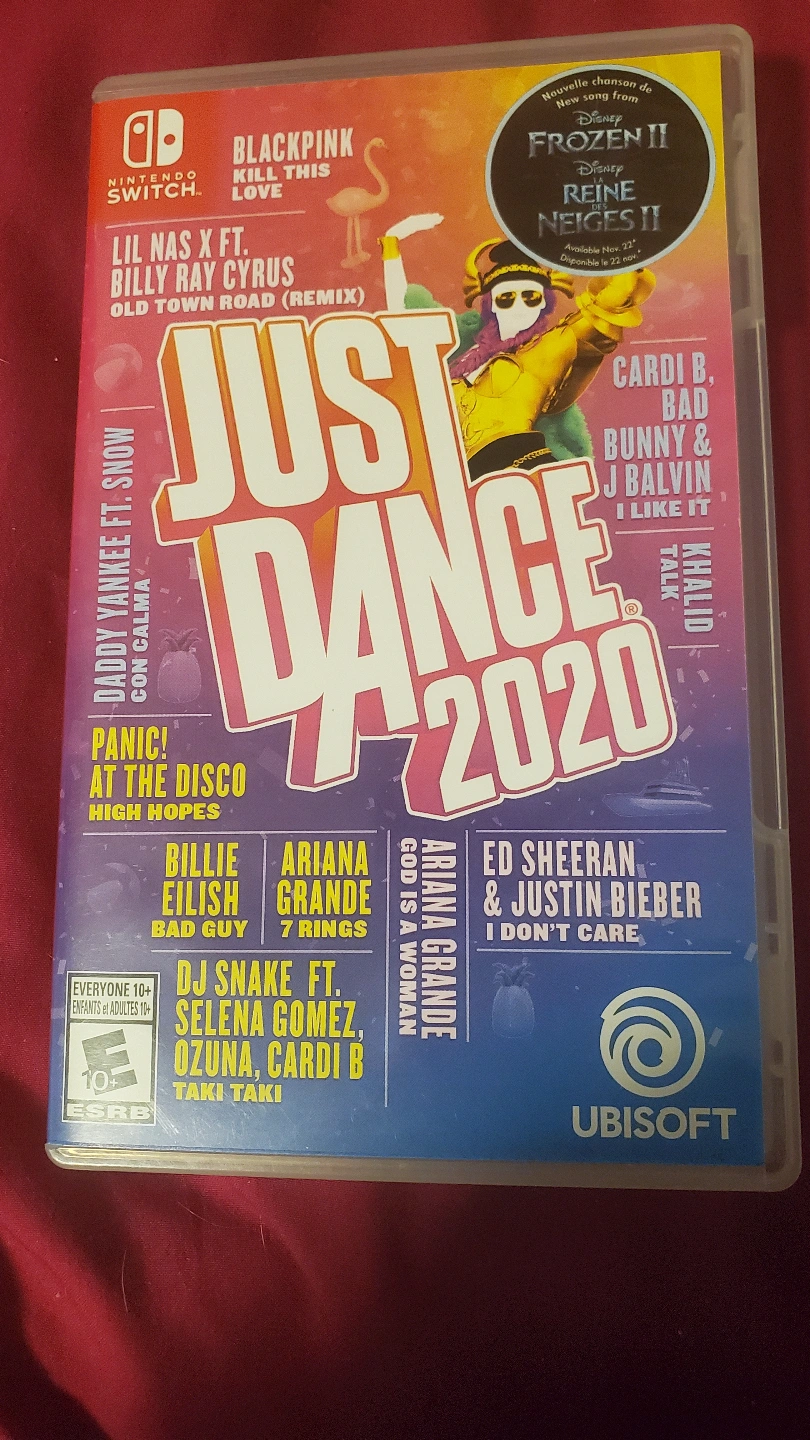 NINTENDO
SWITCH™
BLACKPINK
KILL THIS
LOVE
Nouvelle chanson de
New song from
Disney
FROZEN II
Disney
LA
REINE
DES
NEIGES II
Available Nov. 22*
Disponible le 22 nov.*
LIL NAS X FT.
BILLY RAY CYRUS
OLD TOWN ROAD (REMIX)
JUST
DANCE®
2020
CARDI B,
BAD
BUNNY &
J BALVIN
I LIKE IT
DADDY YANKEE FT. SNOW
CON CALMA
KHALID
TALK
PANIC!
AT THE DISCO
HIGH HOPES
BILLIE
EILISH
BAD GUY
ARIANA
GRANDE
7 RINGS
ARIANA GRANDE
GOD IS A WOMAN
ED SHEERAN
& JUSTIN BIEBER
I DON'T CARE
DJ SNAKE FT.
SELENA GOMEZ,
OZUNA, CARDI B
TAKI TAKI
EVERYONE 10+
ENFANTS et ADULTES 10+
E
10+
ESRB
UBISOFT